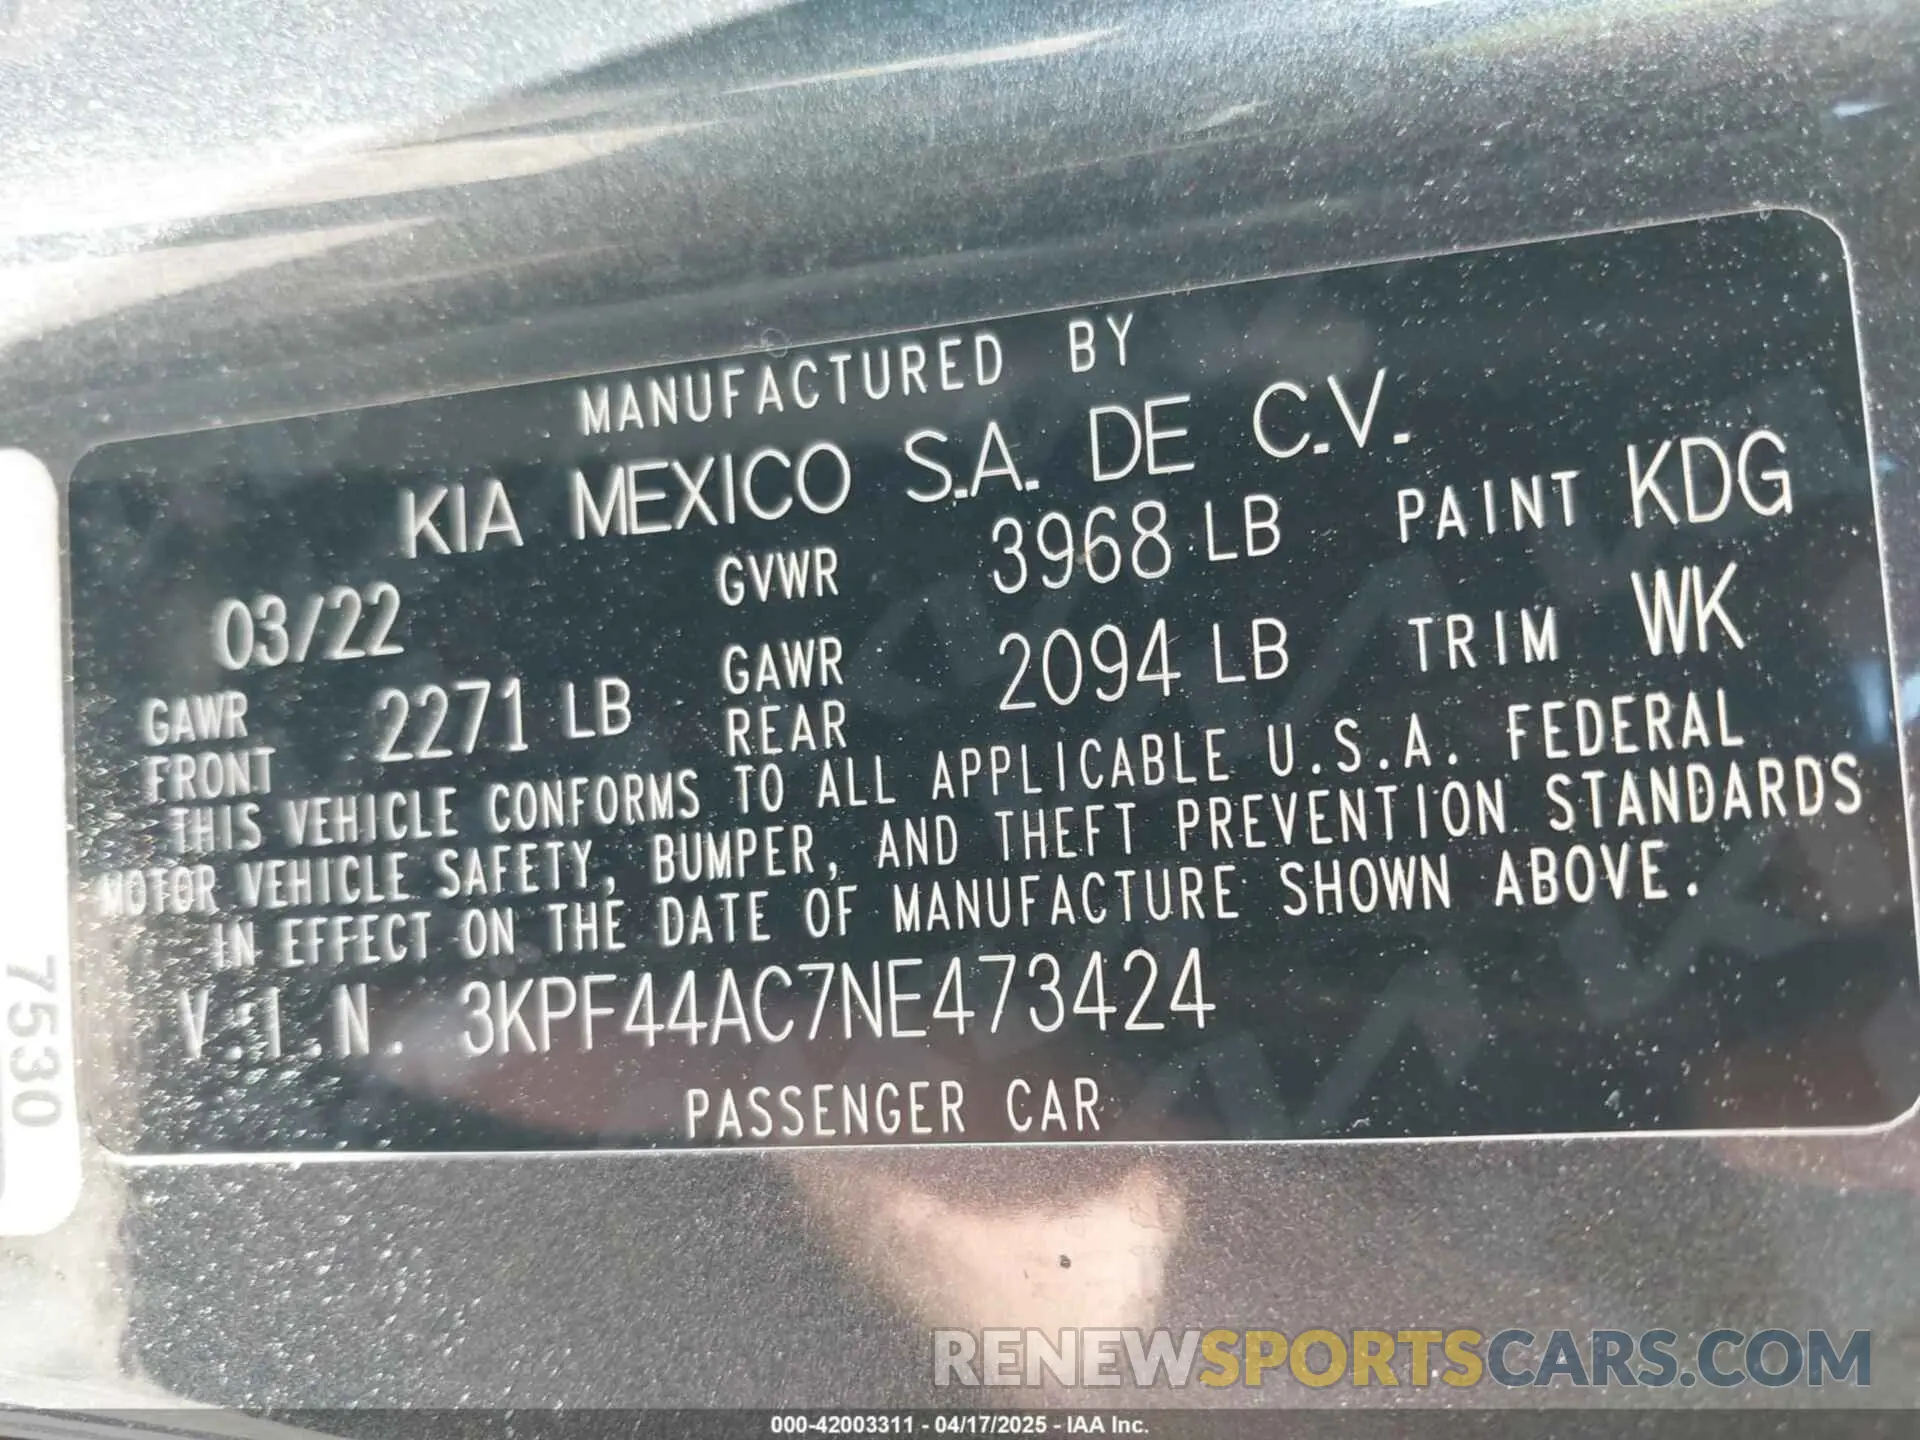 MANUFACTURED BY
KIA MEXICO S.A. DE C.V.
03/22 GVWR 3968 LB PAINT KDG
GAWR FRONT 2271 LB GAWR REAR 2094 LB TRIM WK
THIS VEHICLE CONFORMS TO ALL APPLICABLE U.S.A. FEDERAL
MOTOR VEHICLE SAFETY, BUMPER, AND THEFT PREVENTION STANDARDS
IN EFFECT ON THE DATE OF MANUFACTURE SHOWN ABOVE.
V.I.N. 3KPF44AC7NE473424
PASSENGER CAR
7530
RENEWSPORTSCARS.COM
000-42003311 - 04/17/2025 - IAA Inc.